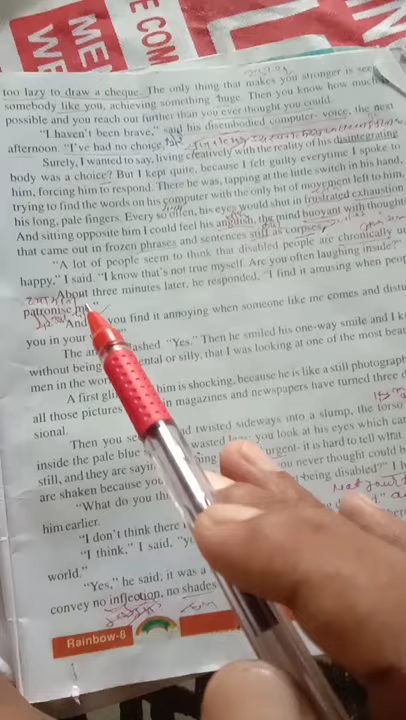 WE
MEN
E COM
too lazy to draw a cheque. The only thing that makes you stronger is see
somebody like you, achieving something huge. Then you know how much
possible and you reach out further than you ever thought you could.
"I haven't been brave," said his disembodied computer- voice, the next
afternoon. "I've had no choice."
Surely, I wanted to say, living creatively with the reality of his disintegrating
body was a choice? But I kept quite, because I felt guilty everytime I spoke to
him, forcing him to respond. There he was, tapping at the little switch in his hand,
trying to find the words on his computer with the only bit of movement left to him,
his long, pale fingers. Every so often, his eyes would shut in frustrated exhaustion
And sitting opposite him I could feel his anguish, the mind buoyant with thought
that came out in frozen phrases and sentences stiff as corpses.
"A lot of people seem to think that disabled people are chronically un
happy," I said. "I know that's not true myself. Are you often laughing inside?"
About three minutes later, he responded, "I find it amusing when peop
patronise me."
"And you find it annoying when someone like me comes and distu
you in your
The an ashed. "Yes." Then he smiled his one-way smile and I k
without being ental or silly, that I was looking at one of the most beau
men in the wor
A first gli him is shocking, because he is like a still photograph
all those pictures in magazines and newspapers have turned three d
sional.
Then you se ad twisted sideways into a slump, the torso
inside the pale blue wasted legs you look at his eyes which can
still, and they are sayin urgent- it is hard to tell what.
are shaken because you you never thought could b
"What do you thi being disabled?" I
him earlier.
"I don't think there
"I think," I said, "yo
world."
"Yes," he said; it was a
convey no inflection, no shades
Rainbow-6